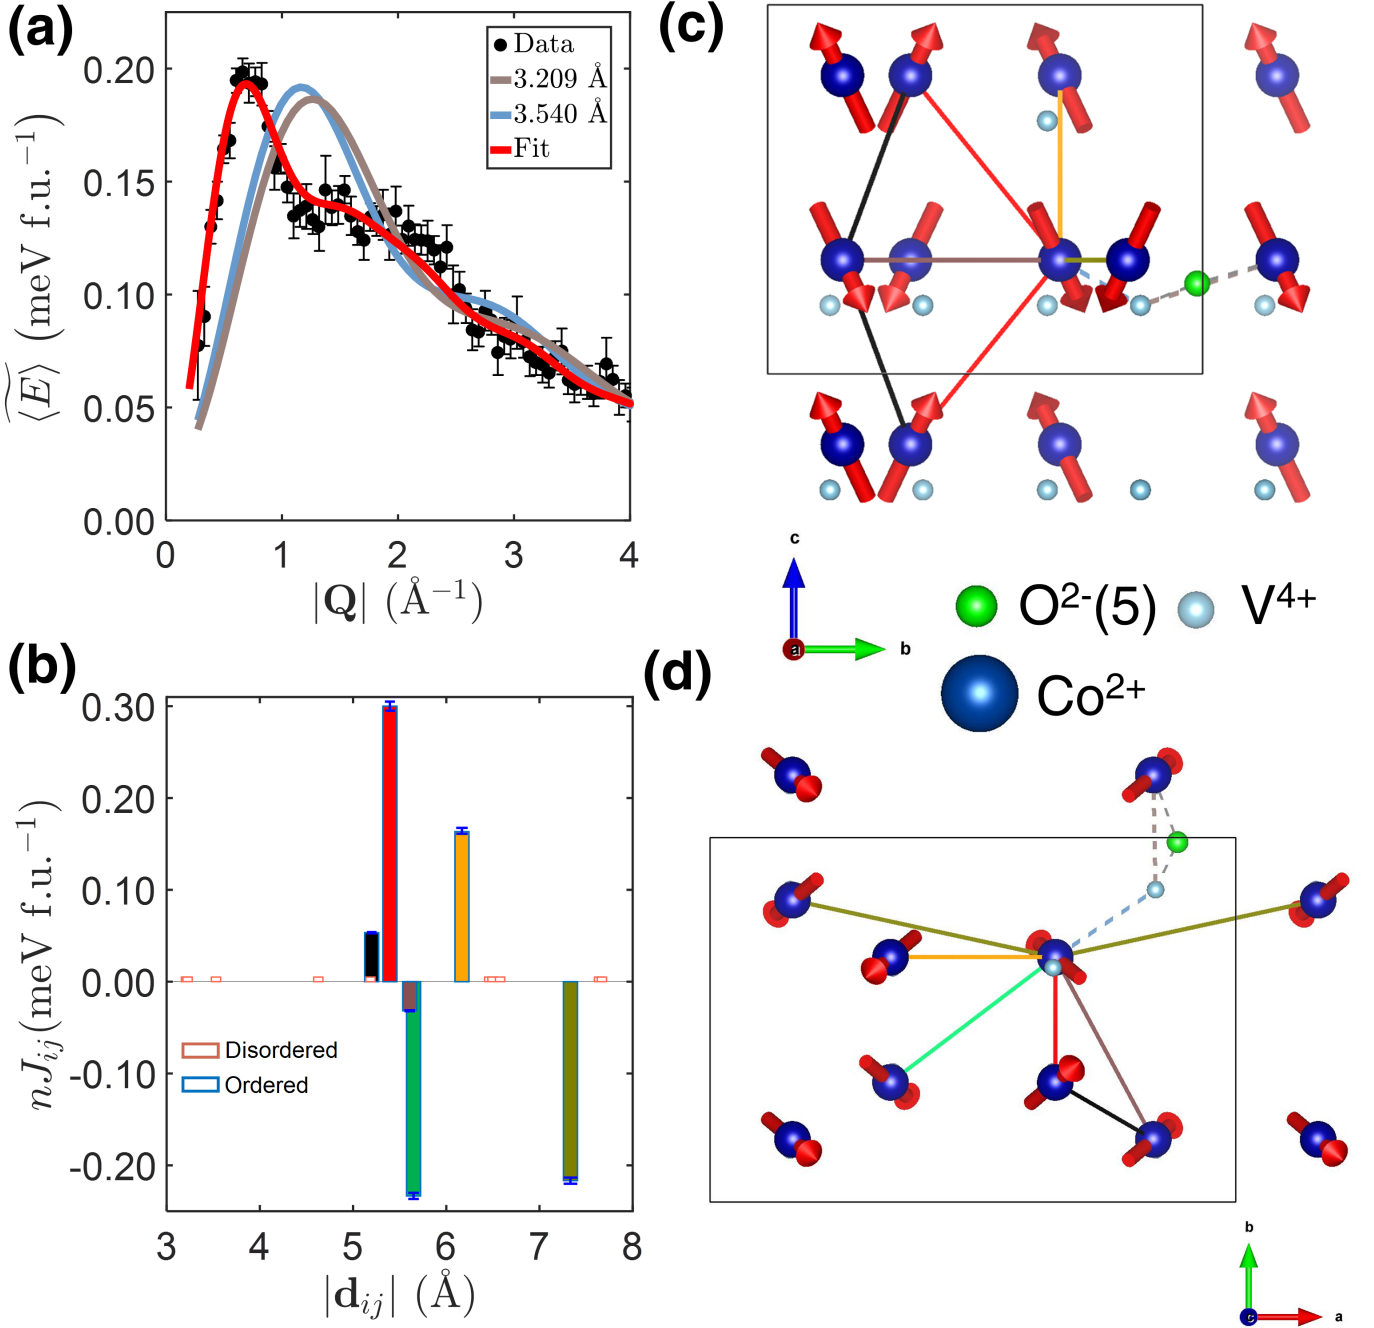 (a)
0.20
0.15
0.10
0.05
0.00
0
1
2
3
4
⟨E⟩~ (meV f.u.⁻¹)
|Q| (Å⁻¹)
Data
3.209 Å
3.540 Å
Fit
(c)
c
a
b
O²⁻(5)
V⁴⁺
Co²⁺
(b)
0.30
0.20
0.10
0.00
-0.10
-0.20
3
4
5
6
7
8
nJᵢⱼ(meV f.u.⁻¹)
|dᵢⱼ| (Å)
Disordered
Ordered
(d)
b
c
a